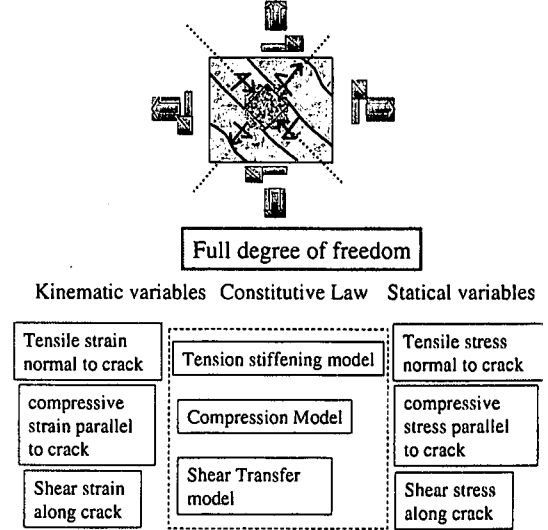 Full degree of freedom
Kinematic variables Constitutive Law Statical variables
Tensile strain
normal to crack
Tension stiffening model
Tensile stress
normal to crack
compressive
strain parallel
to crack
Compression Model
compressive
stress parallel
to crack
Shear strain
along crack
Shear Transfer
model
Shear stress
along crack